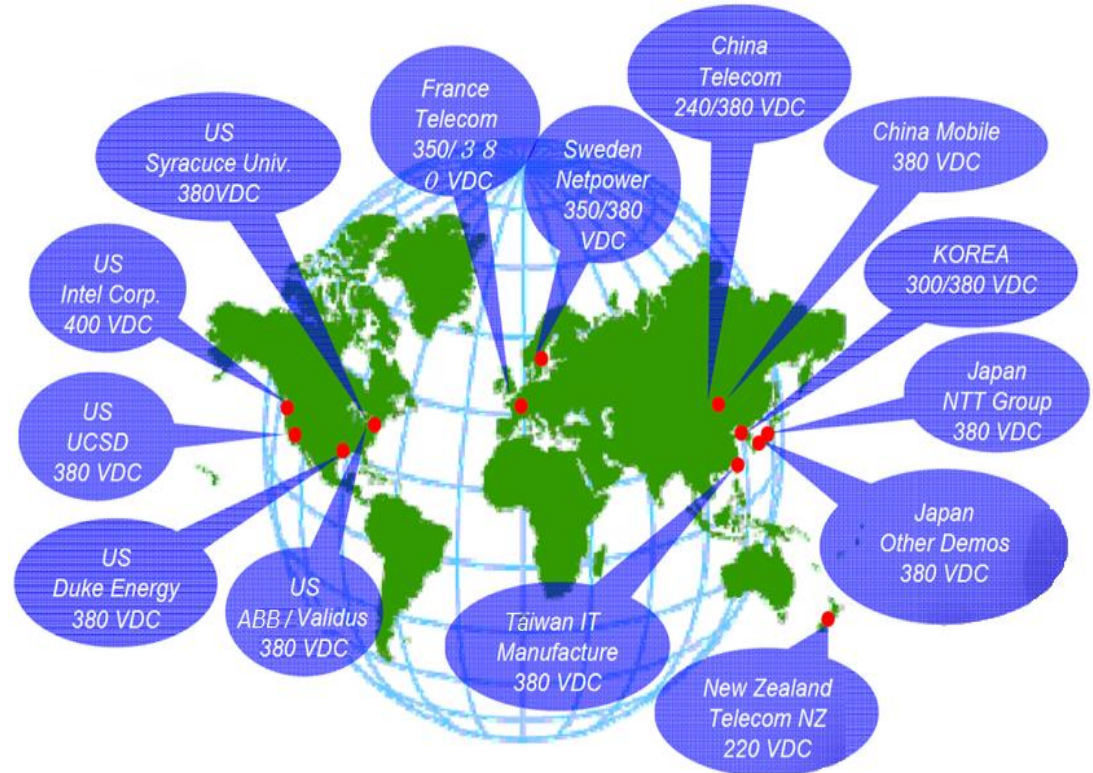 China
Telecom
240/380 VDC
France
Telecom
350/38
0 VDC
US
Syracuce Univ.
380VDC
Sweden
Netpower
350/380
VDC
China Mobile
380 VDC
US
Intel Corp.
400 VDC
KOREA
300/380 VDC
Japan
NTT Group
380 VDC
US
UCSD
380 VDC
Japan
Other Demos
380 VDC
US
Duke Energy
380 VDC
US
ABB / Validus
380 VDC
Täiwan IT
Manufacture
380 VDC
New Zealand
Telecom NZ
220 VDC